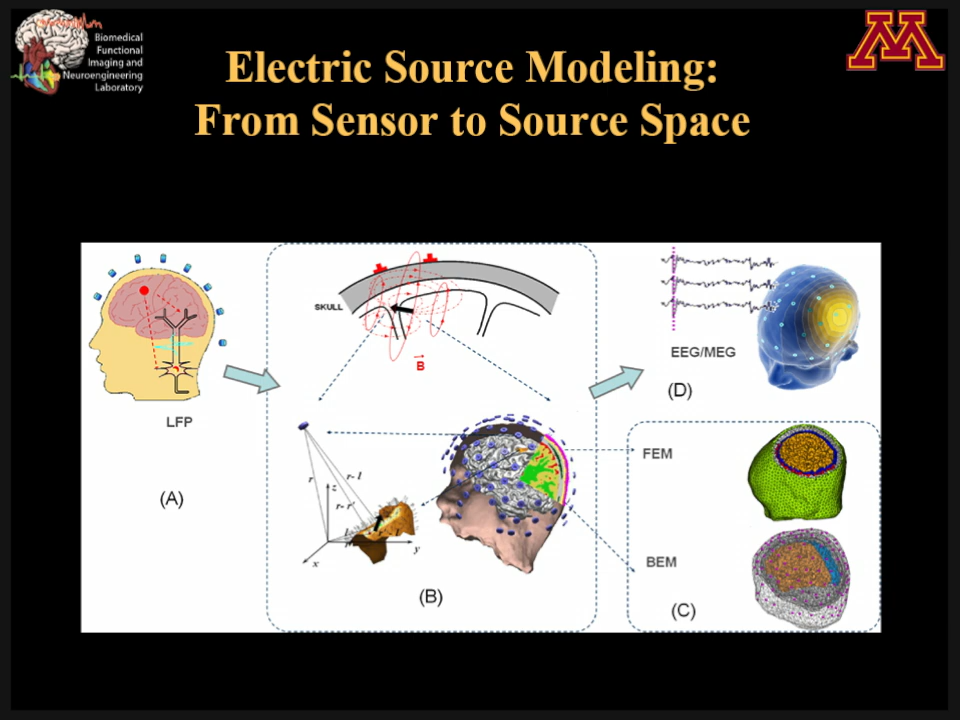 Biomedical
Functional
Imaging and
Neuroengineering
Laboratory
M
Electric Source Modeling:
From Sensor to Source Space
LFP
(A)
SKULL
B
r
z
r- l
r- r'
l
x
y
(B)
EEG/MEG
(D)
FEM
BEM
(C)